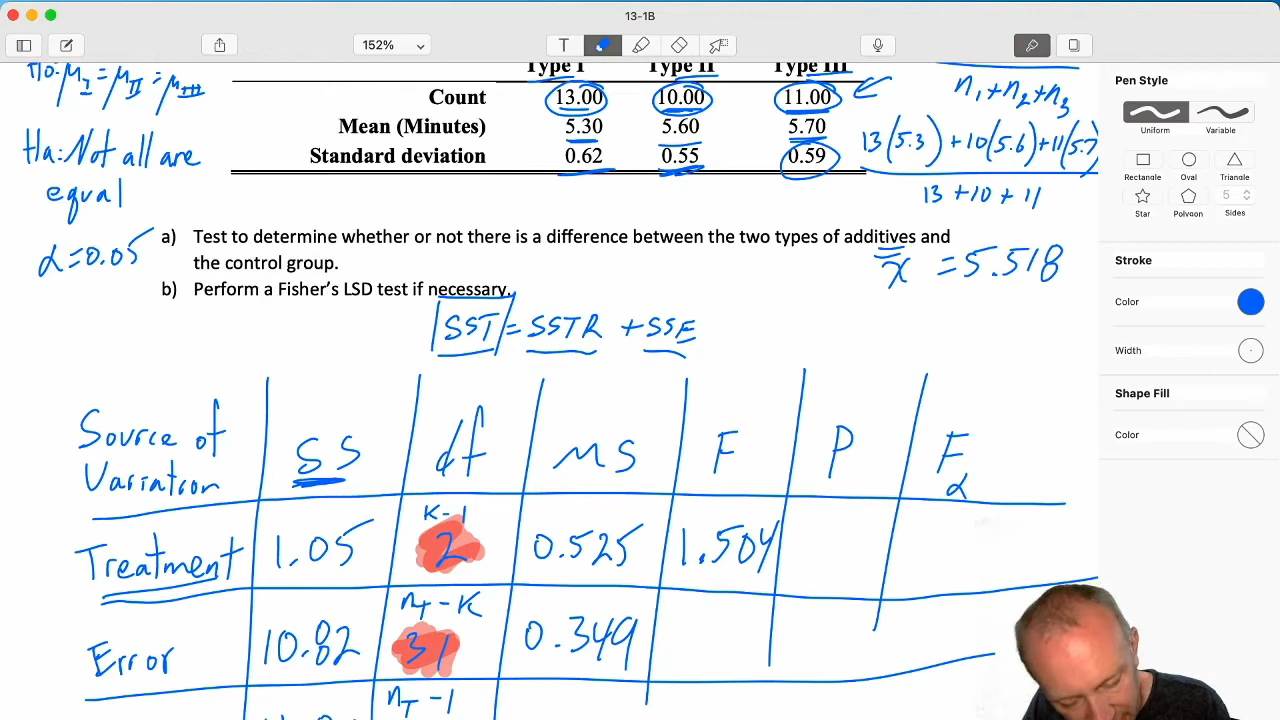 13-1B
152%
T
H0: μI = μII = μIII
Ha: Not all are
equal
α = 0.05
Type I Type II Type III
Count 13.00 10.00 11.00
Mean (Minutes) 5.30 5.60 5.70
Standard deviation 0.62 0.55 0.59
n1 + n2 + n3
13(5.3) + 10(5.6) + 11(5.7)
13 + 10 + 11
x̿ = 5.518
a) Test to determine whether or not there is a difference between the two types of additives and
the control group.
b) Perform a Fisher's LSD test if necessary.
SST = SSTR + SSE
Source of
Variation SS df MS F P Fα
K-1
Treatment 1.05 2 0.525 1.504
nT - K
Error 10.82 31 0.349
nT - 1
Pen Style
Uniform Variable
Rectangle Oval Triangle
5
Star Polygon Sides
Stroke
Color
Width
Shape Fill
Color